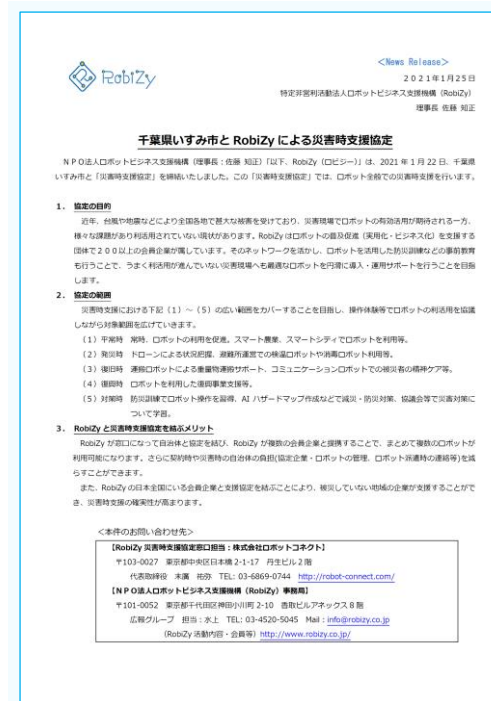 RobiZy
<News Release>
2021年1月25日
特定非営利活動法人ロボットビジネス支援機構（RobiZy）
理事長 佐藤 知正
千葉県いすみ市と RobiZy による災害時支援協定
NPO法人ロボットビジネス支援機構（理事長：佐藤 知正）「以下、RobiZy（ロビジー）」は、2021 年 1 月 22 日、千葉県
いすみ市と「災害時支援協定」を締結いたしました。この「災害時支援協定」では、ロボット全般での災害時支援を行います。
1． 協定の目的
近年、台風や地震などにより全国各地で甚大な被害を受けており、災害現場でロボットの有効活用が期待される一方、
様々な課題があり利活用されていない現状があります。RobiZy はロボットの普及促進（実用化・ビジネス化）を支援する
団体で２００以上の会員企業が属しています。そのネットワークを活かし、ロボットを活用した防災訓練などの事前教育
も行うことで、うまく利活用が進んでいない災害現場へも最適なロボットを円滑に導入・運用サポートを行うことを目指
します。
2． 協定の範囲
災害時支援における下記（１）～（５）の広い範囲をカバーすることを目指し、操作体験等でロボットの利活用を協議
しながら対象範囲を広げていきます。
（１）平常時 常時、ロボットの利用を促進。スマート農業、スマートシティでロボットを利用等。
（２）発災時 ドローンによる状況把握、避難所運営での検温ロボットや消毒ロボット利用等。
（３）復旧時 運搬ロボットによる重量物運搬サポート、コミュニケーションロボットでの被災者の精神ケア等。
（４）復興時 ロボットを利用した復興事業支援等。
（５）対策時 防災訓練でロボット操作を習得、AI ハザードマップ作成などで減災・防災対策、協議会等で災害対策に
ついて学習。
3． RobiZy と災害時支援協定を結ぶメリット
RobiZy が窓口になって自治体と協定を結び、RobiZy が複数の会員企業と提携することで、まとめて複数のロボットが
利用可能になります。さらに契約時や災害時の自治体の負担(協定企業・ロボットの管理、ロボット派遣時の連絡等)を減
らすことができます。
また、RobiZy の日本全国にいる会員企業と支援協定を結ぶことにより、被災していない地域の企業が支援することがで
き、災害時支援の確実性が高まります。
＜本件のお問い合わせ先＞
【RobiZy 災害時支援協定窓口担当：株式会社ロボットコネクト】
〒103-0027 東京都中央区日本橋 2-1-17 丹生ビル 2 階
代表取締役 末廣 祐弥 TEL: 03-6869-0744 http://robot-connect.com/
【NPO法人ロボットビジネス支援機構（RobiZy）事務局】
〒101-0052 東京都千代田区神田小川町 2-10 香取ビルアネックス 8 階
広報グループ 担当：水上 TEL: 03-4520-5045 Mail：info@robizy.co.jp
（RobiZy 活動内容・会員等）http://www.robizy.co.jp/